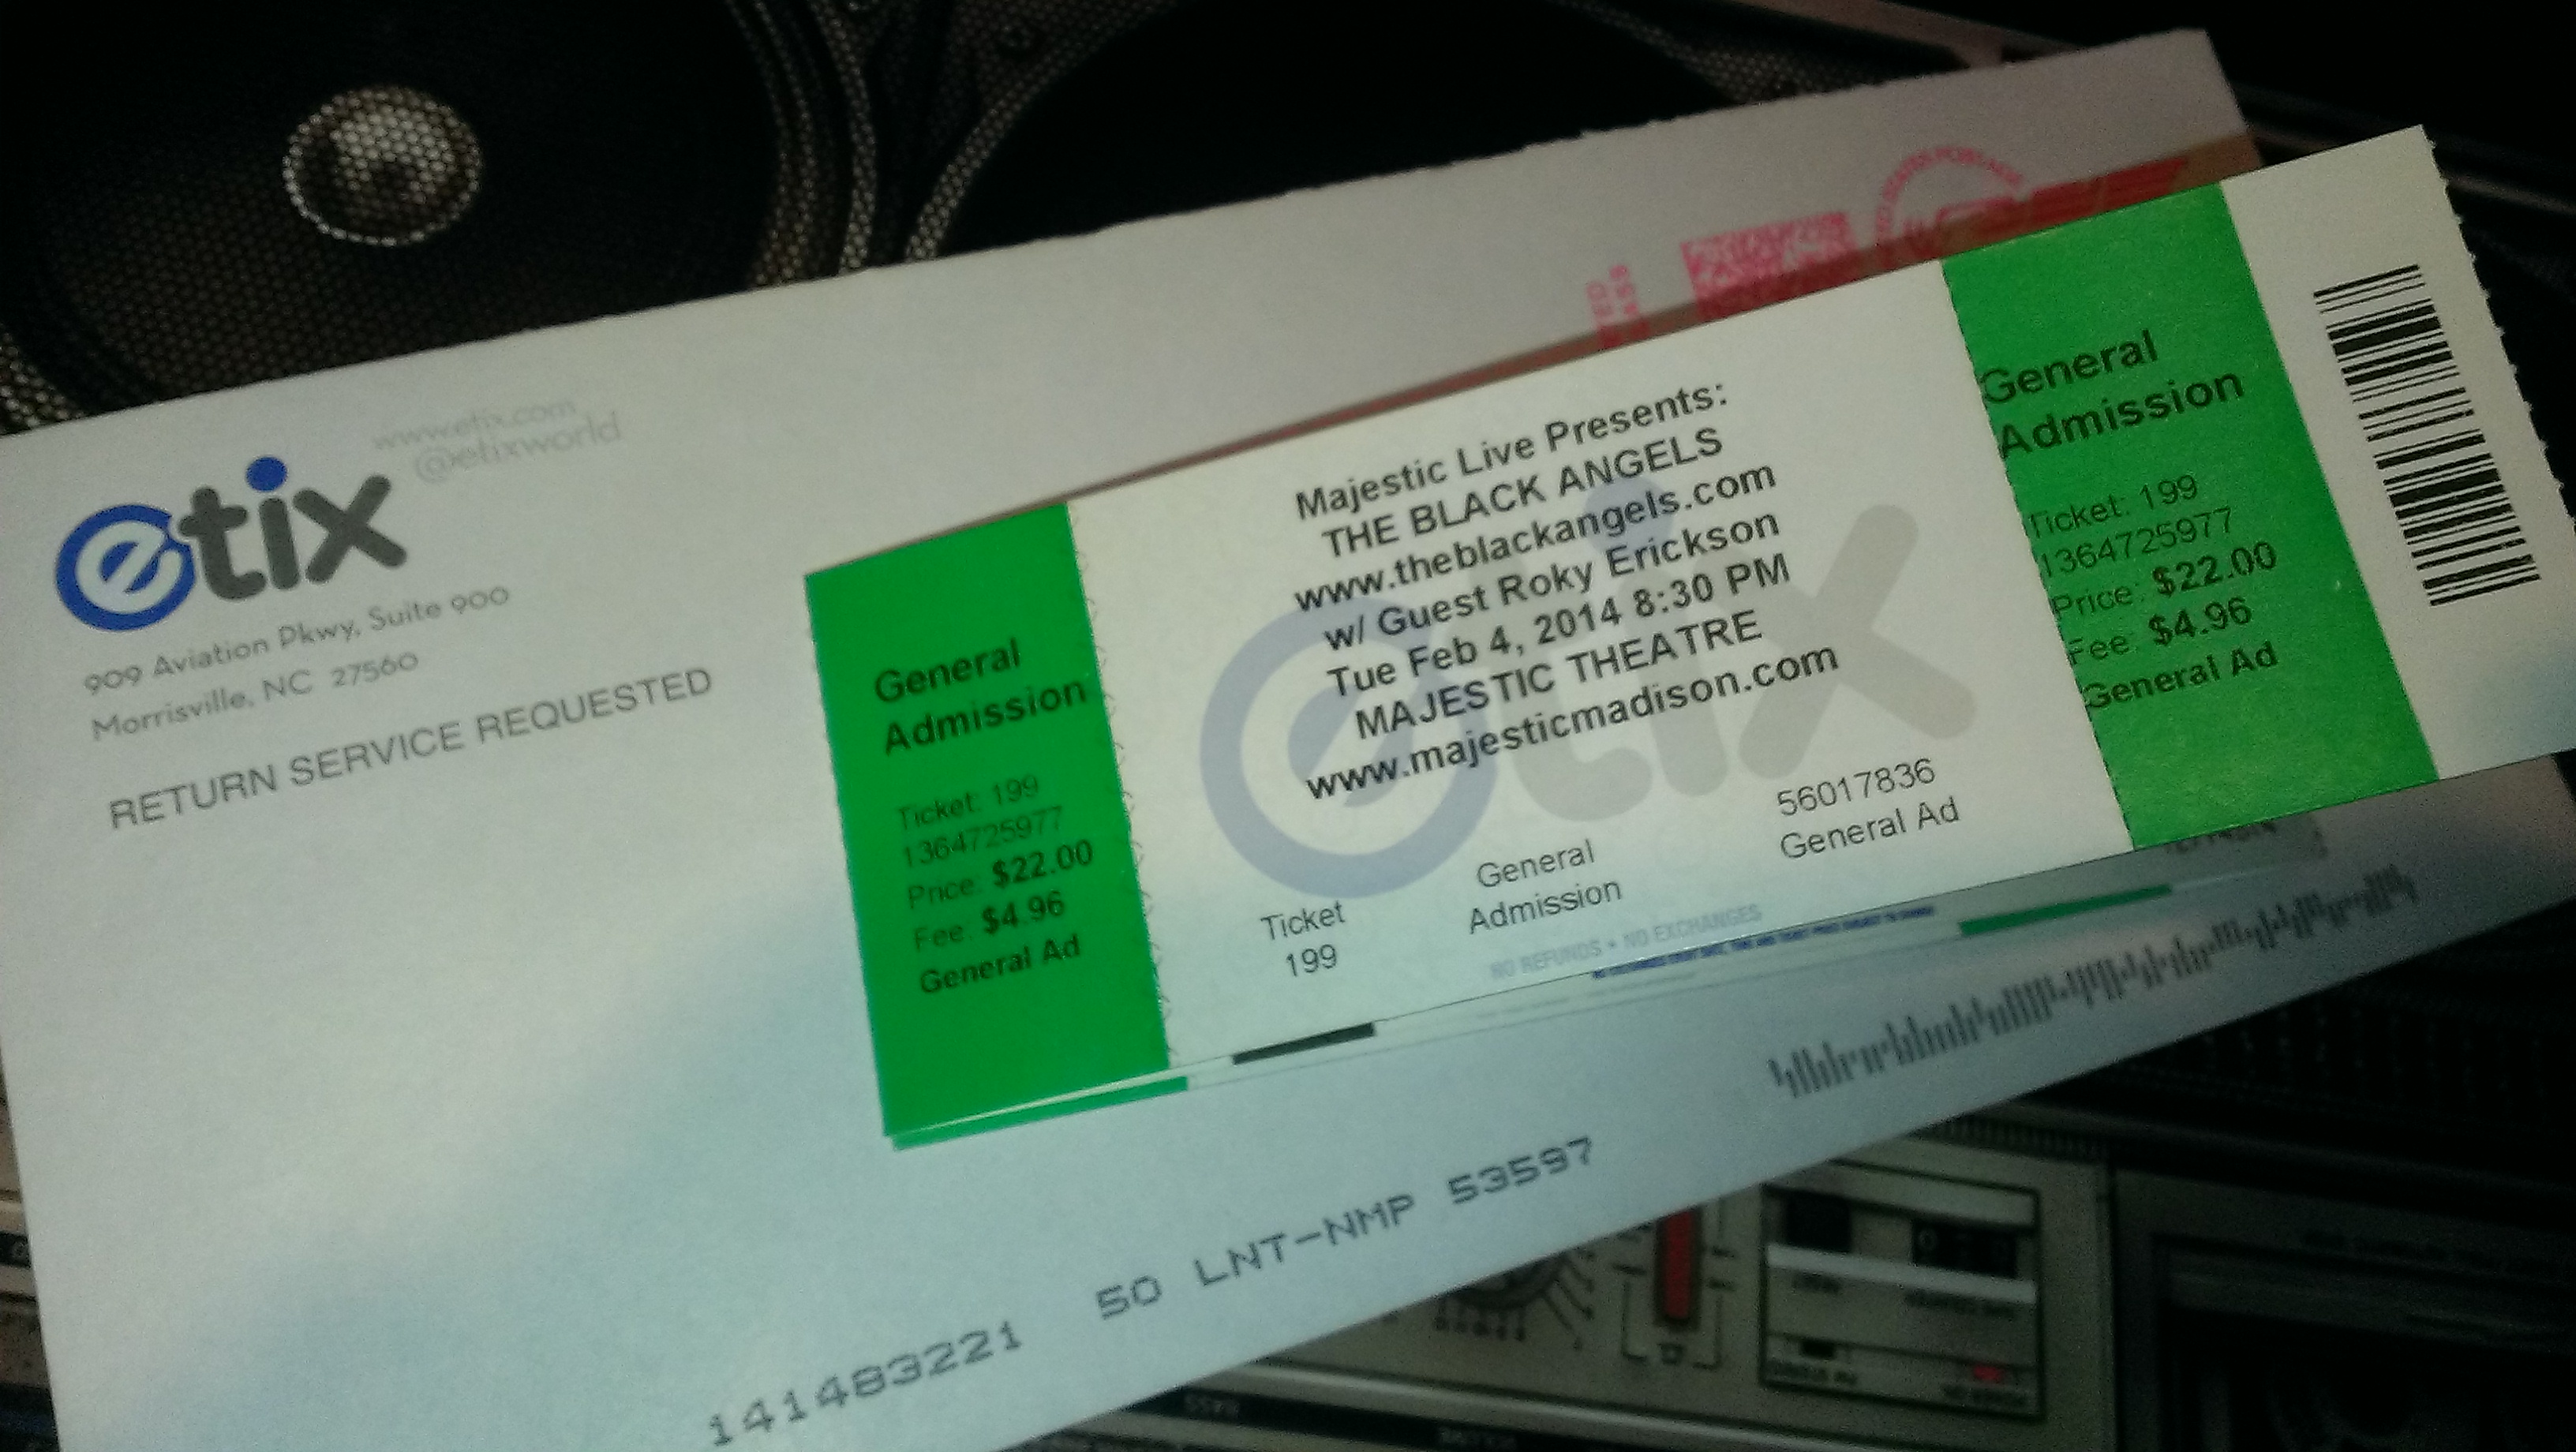 www.etix.com
@etixworld
etix
909 Aviation Pkwy, Suite 900
Morrisville, NC 27560
RETURN SERVICE REQUESTED
General
Admission
Ticket: 199
1364725977
Price: $22.00
Fee: $4.96
General Ad
Majestic Live Presents:
THE BLACK ANGELS
www.theblackangels.com
w/ Guest Roky Erickson
Tue Feb 4, 2014 8:30 PM
MAJESTIC THEATRE
www.majesticmadison.com
etix
Ticket
199
General
Admission
56017836
General Ad
NO REFUNDS • NO EXCHANGES
General
Admission
Ticket: 199
1364725977
Price: $22.00
Fee: $4.96
General Ad
141483221 50 LNT-NMP 53597